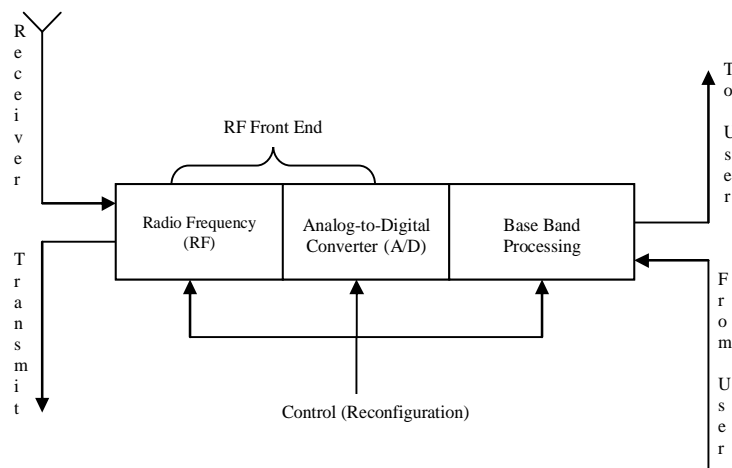 Receiver
To User
RF Front End
Radio Frequency
(RF)
Analog-to-Digital
Converter (A/D)
Base Band
Processing
Transmit
From User
Control (Reconfiguration)